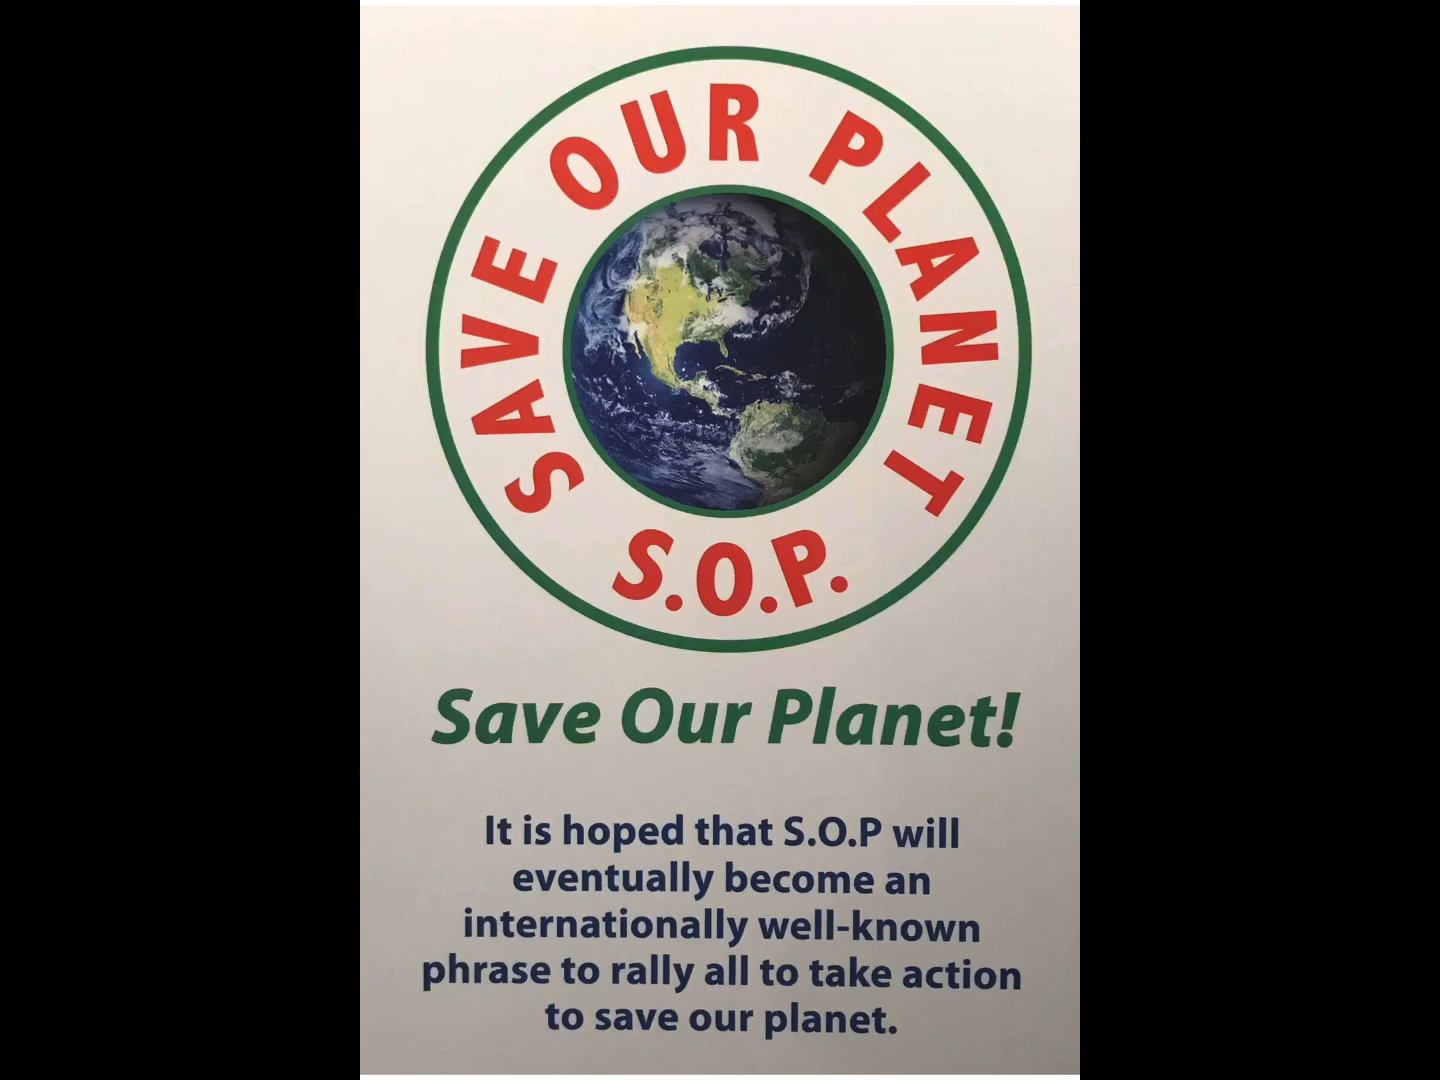 SAVE OUR PLANET
S.O.P.
Save Our Planet!
It is hoped that S.O.P will
eventually become an
internationally well-known
phrase to rally all to take action
to save our planet.